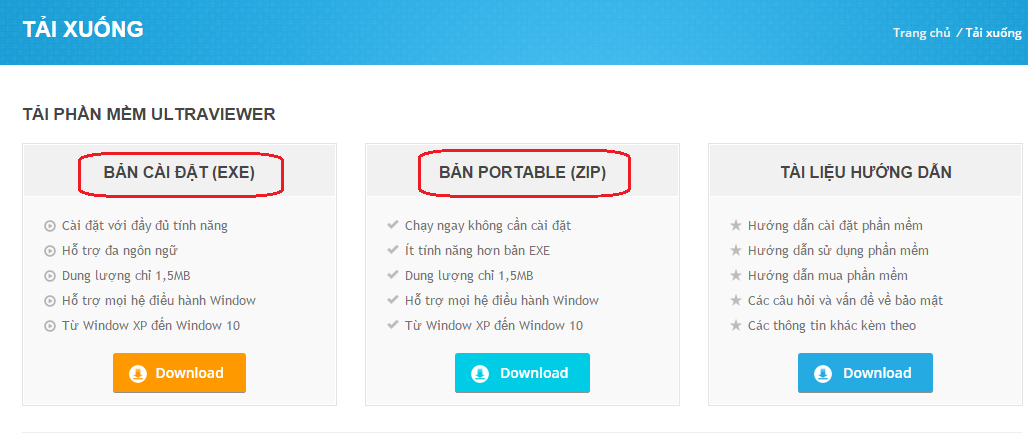 TẢI XUỐNG
Trang chủ / Tải xuống
TẢI PHẦN MỀM ULTRAVIEWER
BẢN CÀI ĐẶT (EXE)
Cài đặt với đẩy đủ tính năng
Hỗ trợ đa ngôn ngữ
Dung lượng chỉ 1,5MB
Hỗ trợ mọi hệ điều hành Window
Từ Window XP đến Window 10
Download
BẢN PORTABLE (ZIP)
Chạy ngay không cần cài đặt
Ít tính năng hơn bản EXE
Dung lượng chỉ 1,5MB
Hỗ trợ mọi hệ điều hành Window
Từ Window XP đến Window 10
Download
TÀI LIỆU HƯỚNG DẪN
Hướng dẫn cài đặt phần mềm
Hướng dẫn sử dụng phần mềm
Hướng dẫn mua phần mềm
Các câu hỏi và vấn đề về bảo mật
Các thông tin khác kèm theo
Download